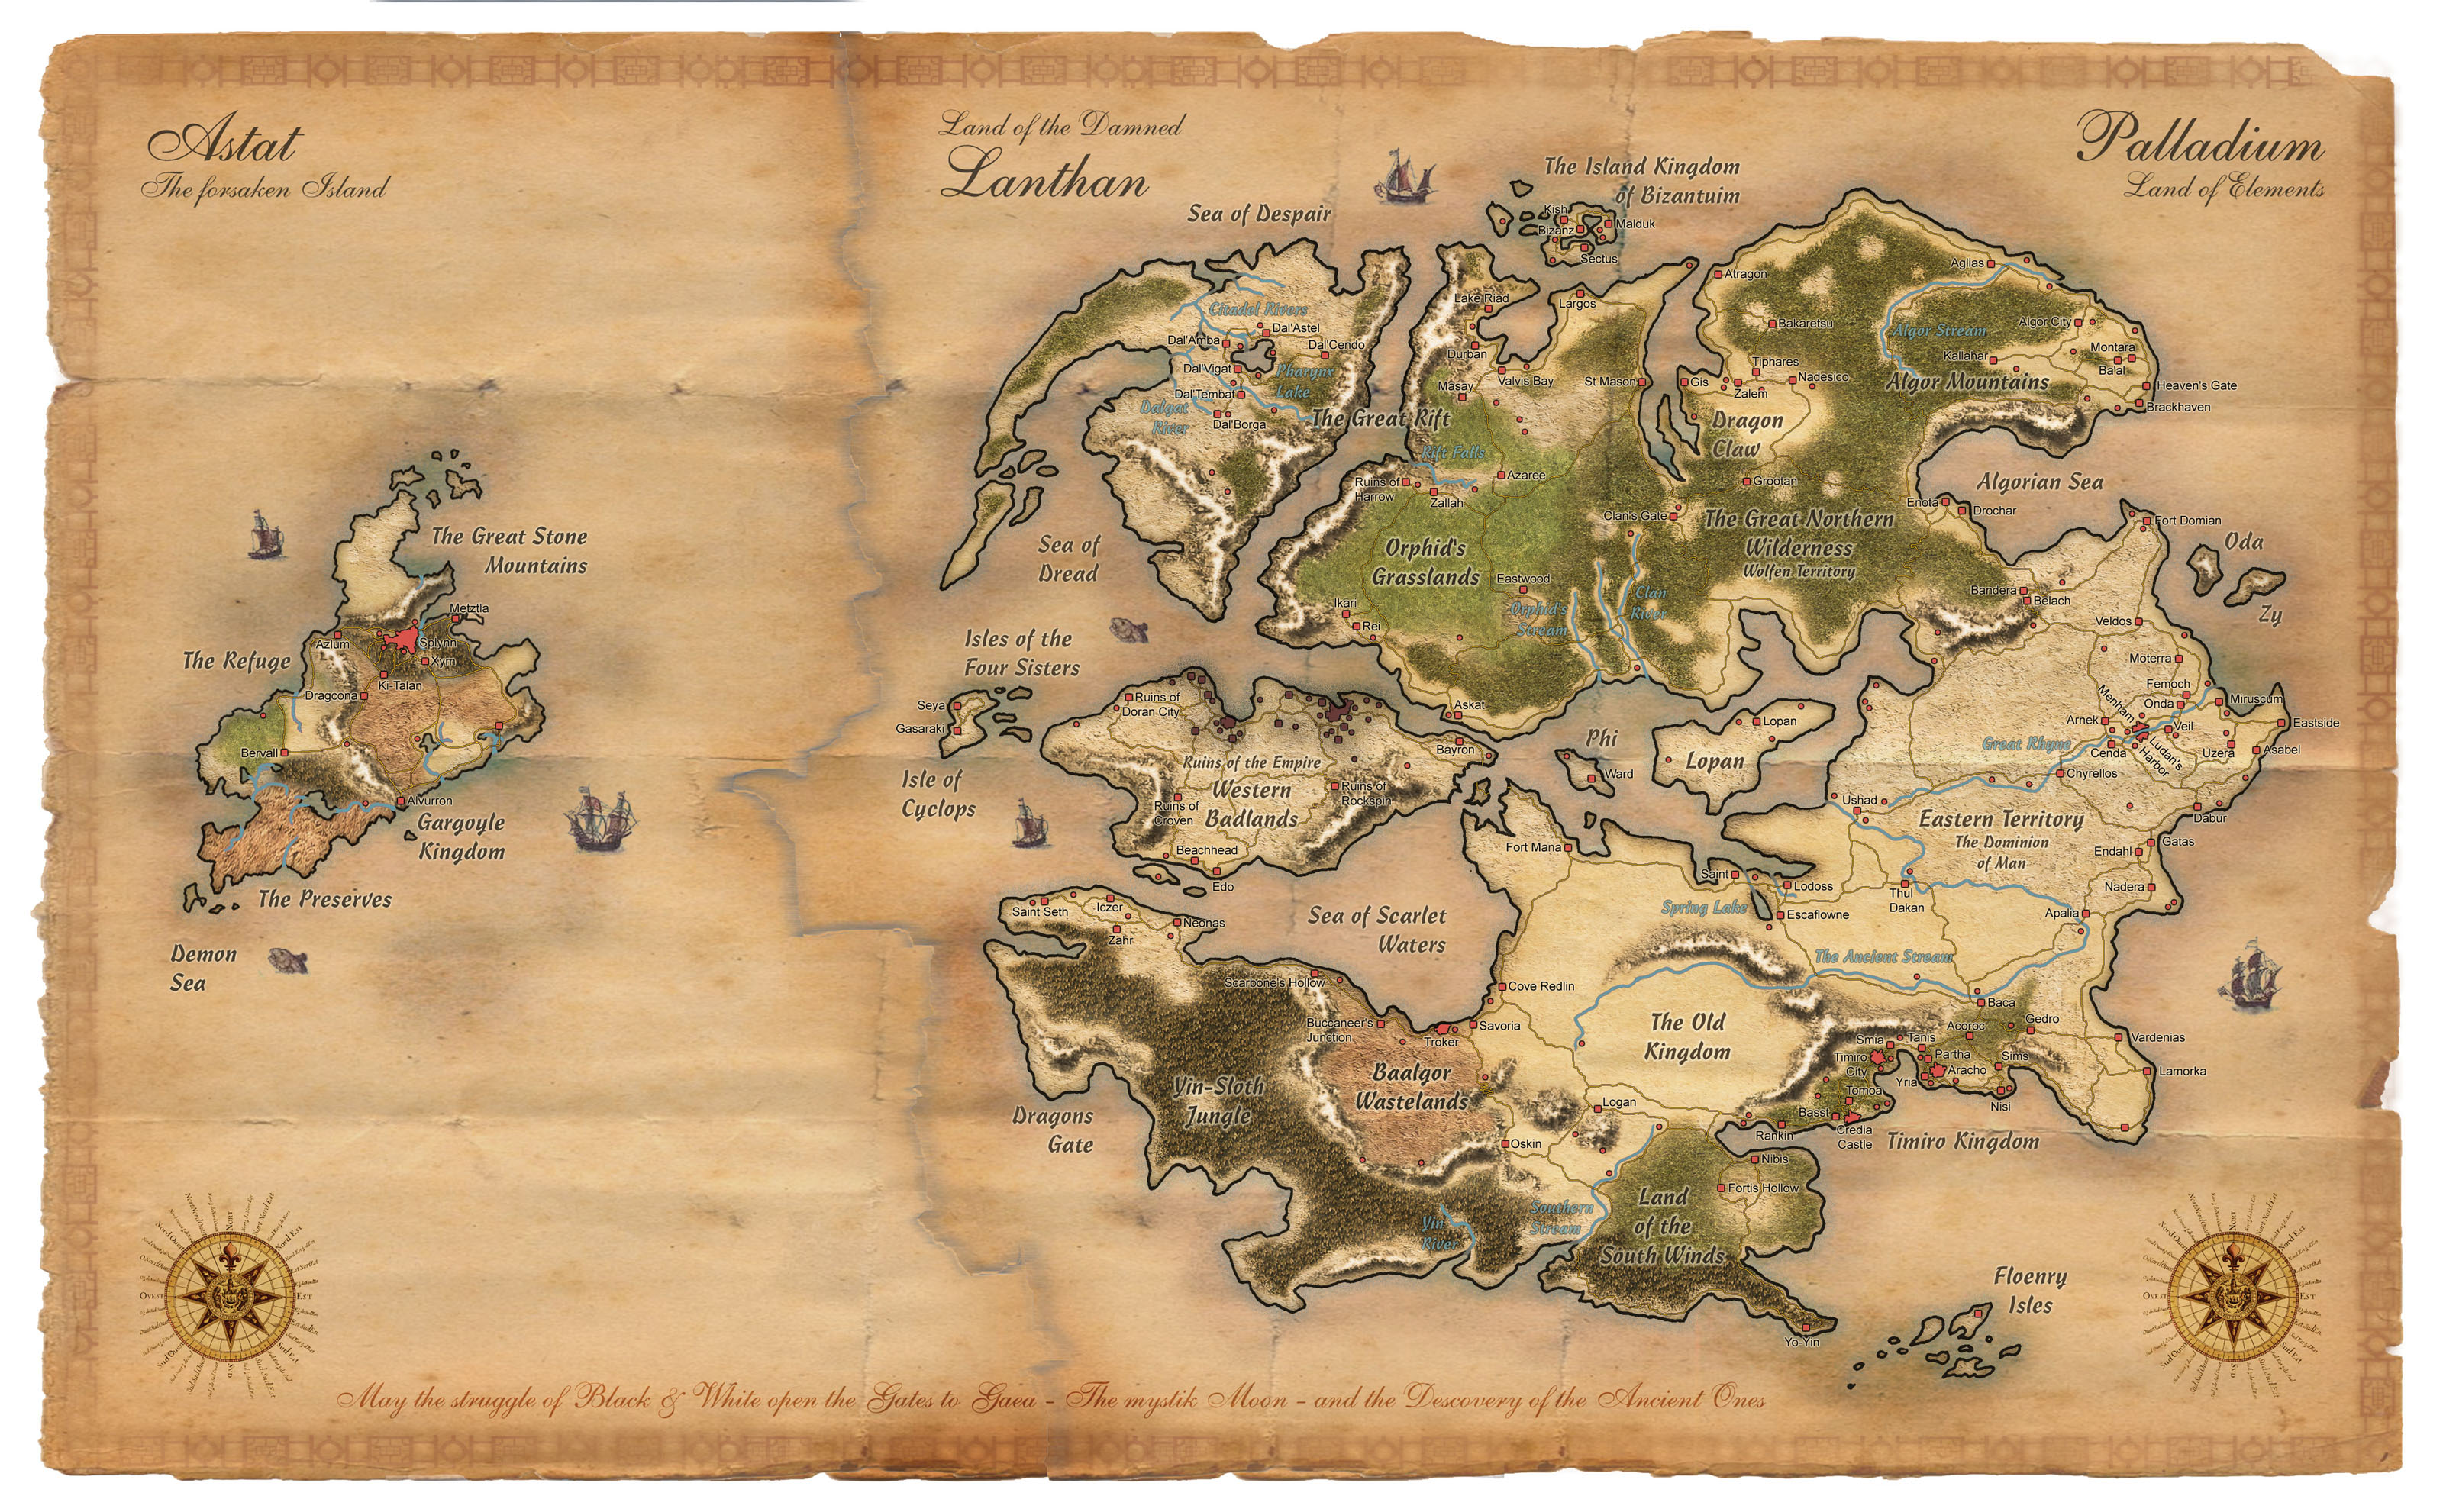 Astat
The forsaken Island
Land of the Damned
Lanthan
Palladium
Land of Elements
The Island Kingdom
of Bizantuim
Sea of Despair
Kish
Bizanz
Malduk
Sectus
Citadel Rivers
Dal'Astel
Dal'Amba
Dal'Cendo
Dal'Vigat
Pharynx
Lake
Dal'Tembat
Dalgat
River
Dal'Borga
The Great Rift
Lake Riad
Largos
Durban
Valvis Bay
Masay
St.Mason
Rift Falls
Ruins of
Harrow
Zallah
Azaree
Atragon
Bakaretsu
Tiphares
Gis
Zalem
Nadesico
Dragon
Claw
Grootan
Clan's Gate
Aglias
Algor Stream
Algor City
Kallahar
Montara
Ba'al
Algor Mountains
Heaven's Gate
Brackhaven
Algorian Sea
Enota
Drochar
Fort Domian
Oda
Zy
The Great Northern
Wilderness
Wolfen Territory
Orphid's
Grasslands
Eastwood
Orphid's
Stream
Clan
River
Ikari
Rei
Askat
Bandera
Belach
Veldos
Moterra
Femoch
Onda
Miruscum
Menham
Arnek
Veil
Eastside
Ludan's
Harbor
Cenda
Uzera
Asabel
Great Rhyne
Chyrellos
Ushad
Eastern Territory
The Dominion
of Man
Dabur
Gatas
Endahl
Nadera
Thul
Dakan
Apalia
Sea of
Dread
Isles of the
Four Sisters
Seya
Gasaraki
Isle of
Cyclops
Ruins of
Doran City
Ruins of the Empire
Western
Badlands
Ruins of
Croven
Ruins of
Rockspin
Bayron
Beachhead
Edo
Phi
Ward
Lopan
Lopan
Fort Mana
Saint
Lodoss
Spring Lake
Escaflowne
Sea of Scarlet
Waters
Saint Seth
Iczer
Zahr
Neonas
Scarbone's Hollow
Buccaneer's
Junction
Troker
Savoria
Cove Redlin
The Ancient Stream
The Old
Kingdom
Baalgor
Wastelands
Yin-Sloth
Jungle
Dragons
Gate
Logan
Oskin
Southern
Stream
Yin
River
Land
of the
South Winds
Nibis
Fortis Hollow
Yo-Yin
Baca
Gedro
Acoroc
Smia
Tanis
Timiro
City
Partha
Sims
Yria
Aracho
Tomoa
Nisi
Basst
Rankin
Credia
Castle
Timiro Kingdom
Vardenias
Lamorka
Floenry
Isles
The Great Stone
Mountains
Metztla
Azlum
Splynn
Xym
The Refuge
Ki-Talan
Dragcona
Bervall
Alvurron
Gargoyle
Kingdom
The Preserves
Demon
Sea
May the struggle of Black & White open the Gates to Gaea - The mystik Moon - and the Descovery of the Ancient Ones